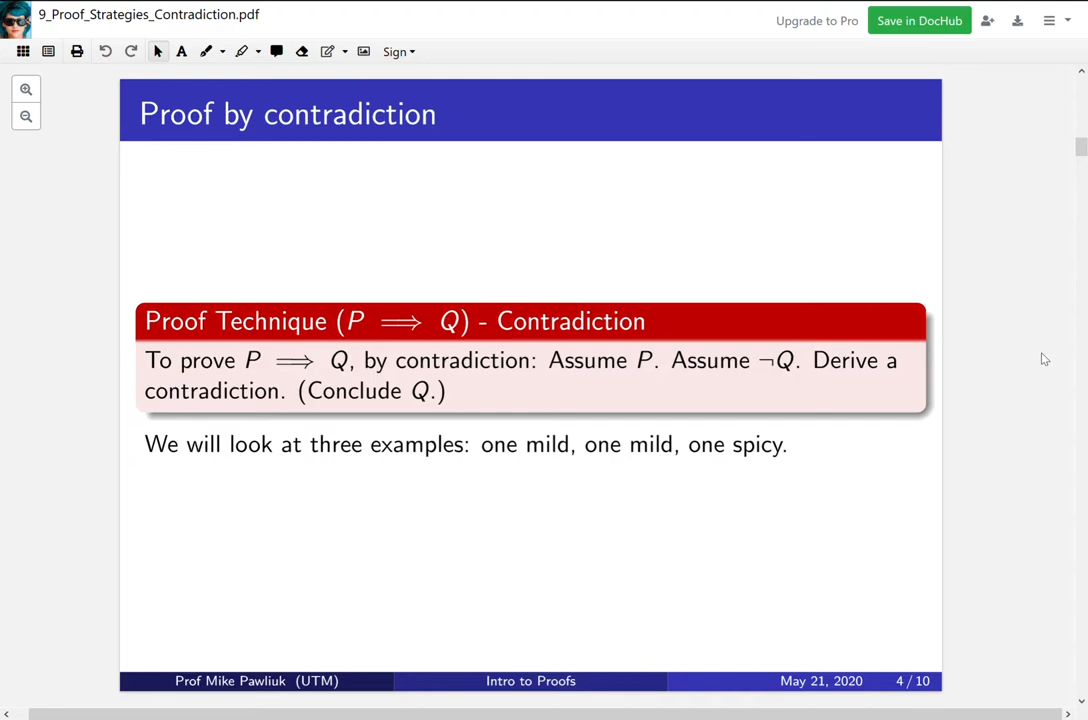 9_Proof_Strategies_Contradiction.pdf
Upgrade to Pro
Save in DocHub
A
Sign
Proof by contradiction
Proof Technique (P ⟹ Q) - Contradiction
To prove P ⟹ Q, by contradiction: Assume P. Assume ¬Q. Derive a
contradiction. (Conclude Q.)
We will look at three examples: one mild, one mild, one spicy.
Prof Mike Pawliuk (UTM)
Intro to Proofs
May 21, 2020
4 / 10